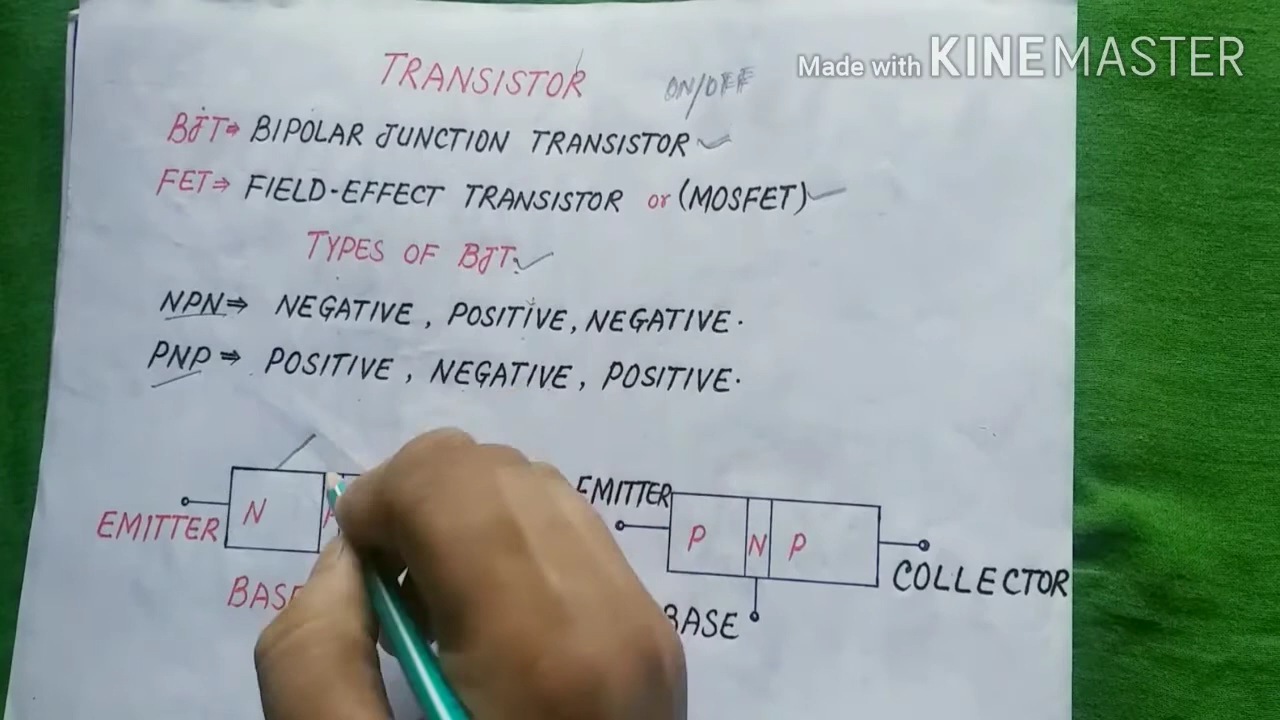 Made with KINEMASTER
TRANSISTOR ON/OFF
BJT⇒ BIPOLAR JUNCTION TRANSISTOR
FET⇒ FIELD-EFFECT TRANSISTOR or (MOSFET)
TYPES OF BJT
NPN⇒ NEGATIVE, POSITIVE, NEGATIVE.
PNP⇒ POSITIVE, NEGATIVE, POSITIVE.
EMITTER N
BASE
EMITTER P N P
COLLECTOR
BASE